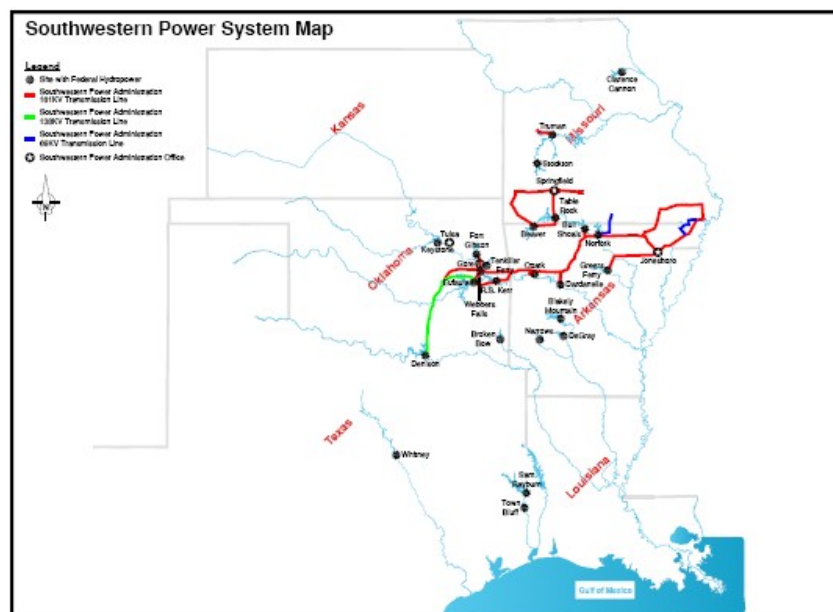 Southwestern Power System Map
Legend
Site with Federal Hydropower
Southwestern Power Administration
161KV Transmission Line
Southwestern Power Administration
138KV Transmission Line
Southwestern Power Administration
69KV Transmission Line
Southwestern Power Administration Office
N
Clarence
Cannon
Kansas
Missouri
Truman
Stockton
Springfield
Table
Rock
Beaver
Bull
Shoals
Norfork
Tulsa
Keystone
Fort
Gibson
Oklahoma
Gore
Tenkiller
Ferry
Eufaula
R.S. Kerr
Webbers
Falls
Ozark
Dardanelle
Greers
Ferry
Jonesboro
Arkansas
Blakely
Mountain
Broken
Bow
Narrows
DeGray
Denison
Texas
Whitney
Louisiana
Sam
Rayburn
Town
Bluff
Gulf of Mexico